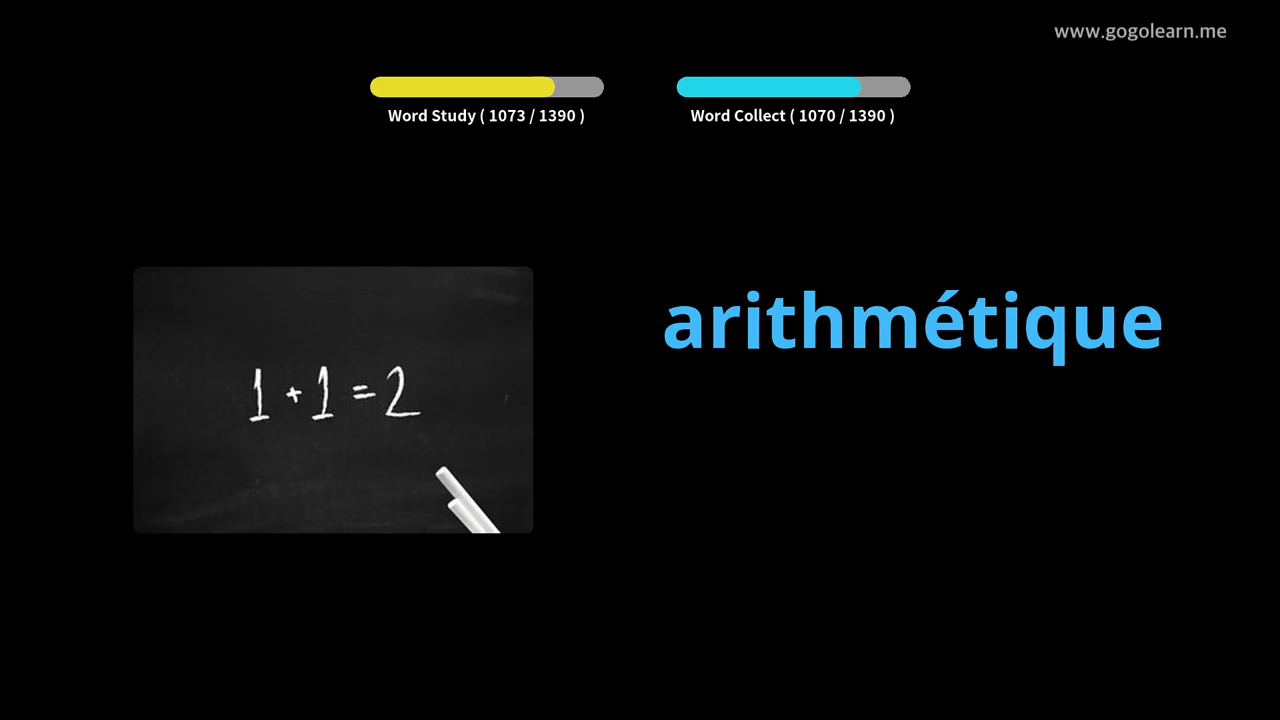 www.gogolearn.me
Word Study ( 1073 / 1390 )
Word Collect ( 1070 / 1390 )
arithmétique
1 + 1 = 2